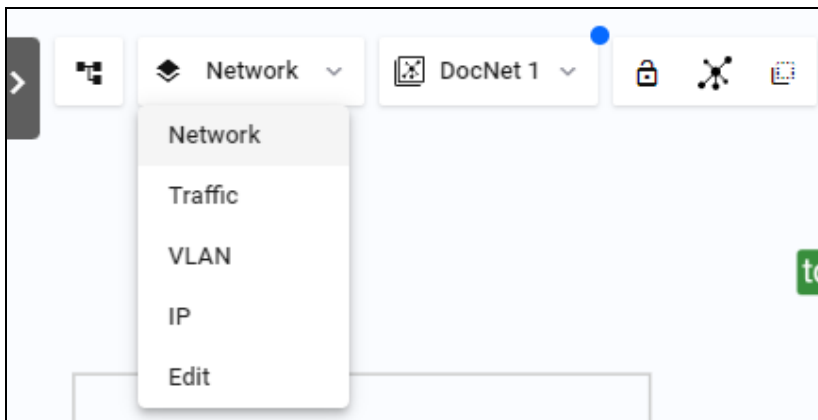 Network
DocNet 1
Network
Traffic
VLAN
IP
Edit